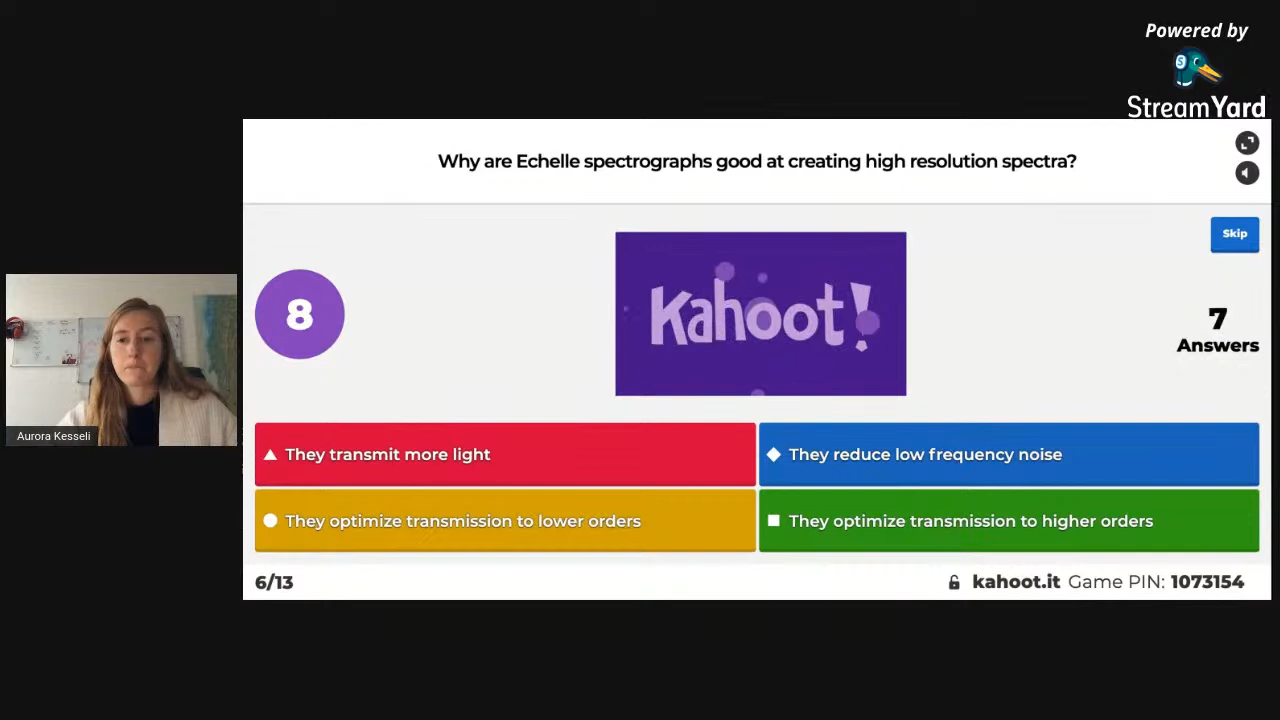 Powered by
StreamYard
Why are Echelle spectrographs good at creating high resolution spectra?
Skip
8
Kahoot!
7
Answers
Aurora Kesseli
They transmit more light
They reduce low frequency noise
They optimize transmission to lower orders
They optimize transmission to higher orders
6/13
kahoot.it Game PIN: 1073154